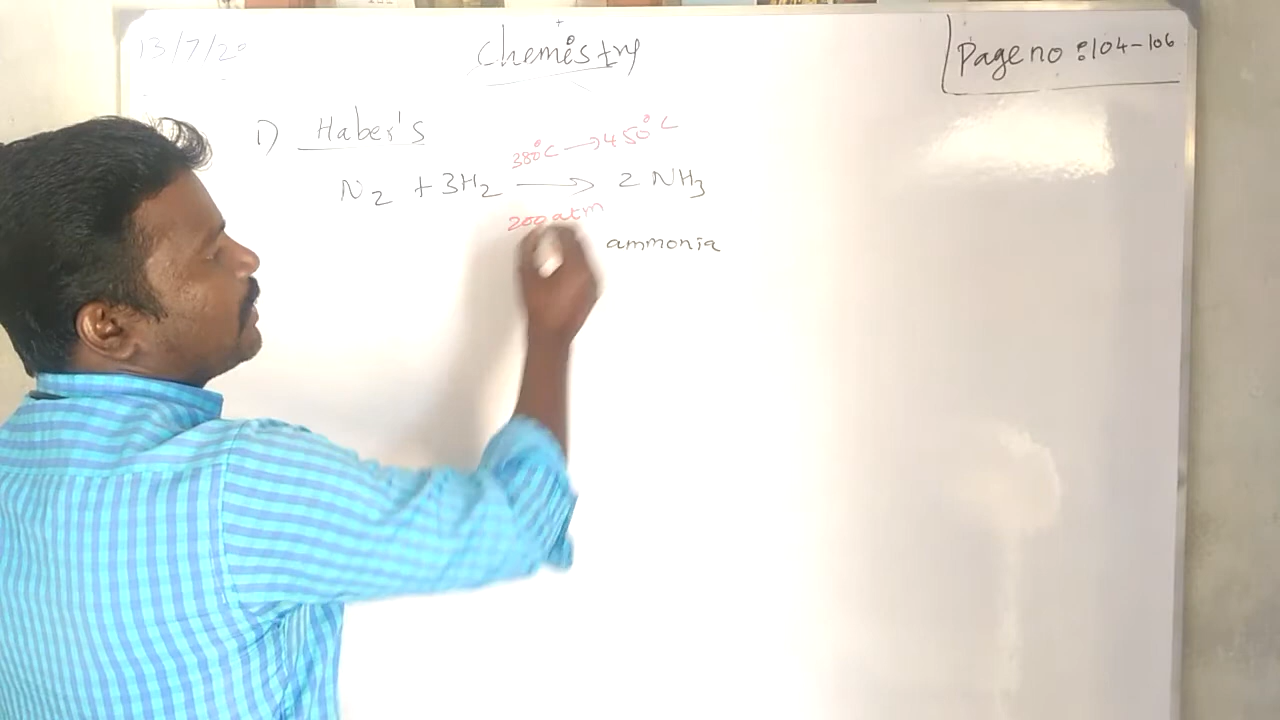 13/7/20
Chemistry
Page no : 104-106
1) Haber's
380°C → 450°C
N2 + 3H2 → 2 NH3
200 atm
ammonia